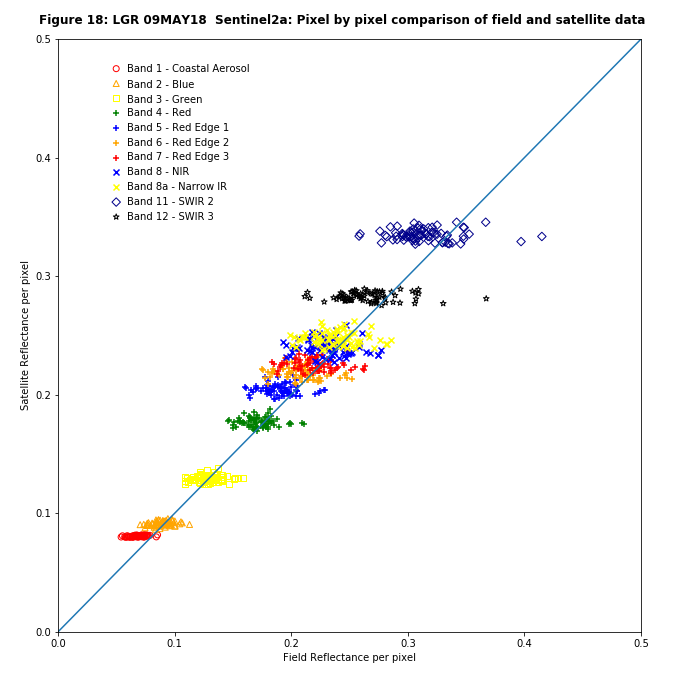 Figure 18: LGR 09MAY18 Sentinel2a: Pixel by pixel comparison of field and satellite data
0.5
Band 1 - Coastal Aerosol
Band 2 - Blue
Band 3 - Green
Band 4 - Red
Band 5 - Red Edge 1
Band 6 - Red Edge 2
Band 7 - Red Edge 3
Band 8 - NIR
Band 8a - Narrow IR
Band 11 - SWIR 2
Band 12 - SWIR 3
0.4
0.3
0.2
0.1
0.0
Satellite Reflectance per pixel
0.0 0.1 0.2 0.3 0.4 0.5
Field Reflectance per pixel